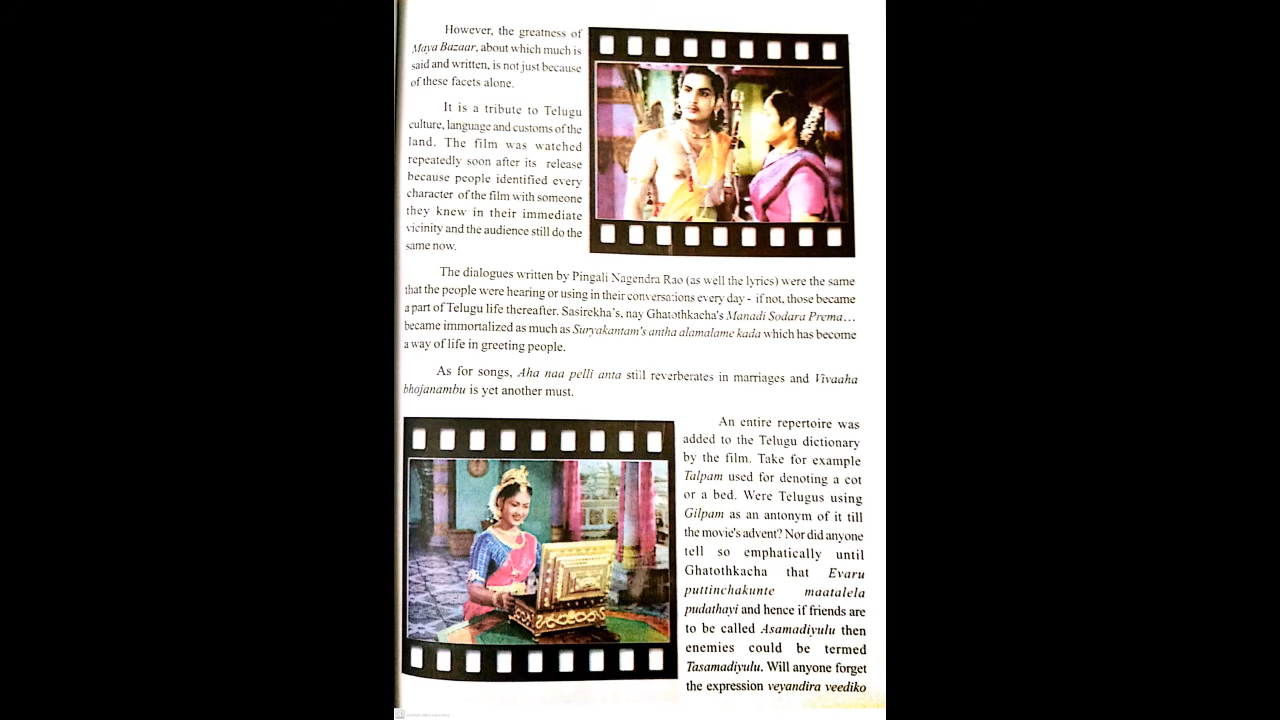 However, the greatness of
Maya Bazaar, about which much is
said and written, is not just because
of these facets alone.
It is a tribute to Telugu
culture, language and customs of the
land. The film was watched
repeatedly soon after its release
because people identified every
character of the film with someone
they knew in their immediate
vicinity and the audience still do the
same now.
The dialogues written by Pingali Nagendra Rao (as well the lyrics) were the same
that the people were hearing or using in their conversations every day - if not, those became
a part of Telugu life thereafter. Sasirekha's, nay Ghatothkacha's Manadi Sodara Prema...
became immortalized as much as Suryakantam's antha alamalame kada which has become
a way of life in greeting people.
As for songs, Aha naa pelli anta still reverberates in marriages and Vivaaha
bhojanambu is yet another must.
An entire repertoire was
added to the Telugu dictionary
by the film. Take for example
Talpam used for denoting a cot
or a bed. Were Telugus using
Gilpam as an antonym of it till
the movie's advent? Nor did anyone
tell so emphatically until
Ghatothkacha that Evaru
puttinchakunte maatalela
pudathayi and hence if friends are
to be called Asamadiyulu then
enemies could be termed
Tasamadiyulu. Will anyone forget
the expression veyandira veediko